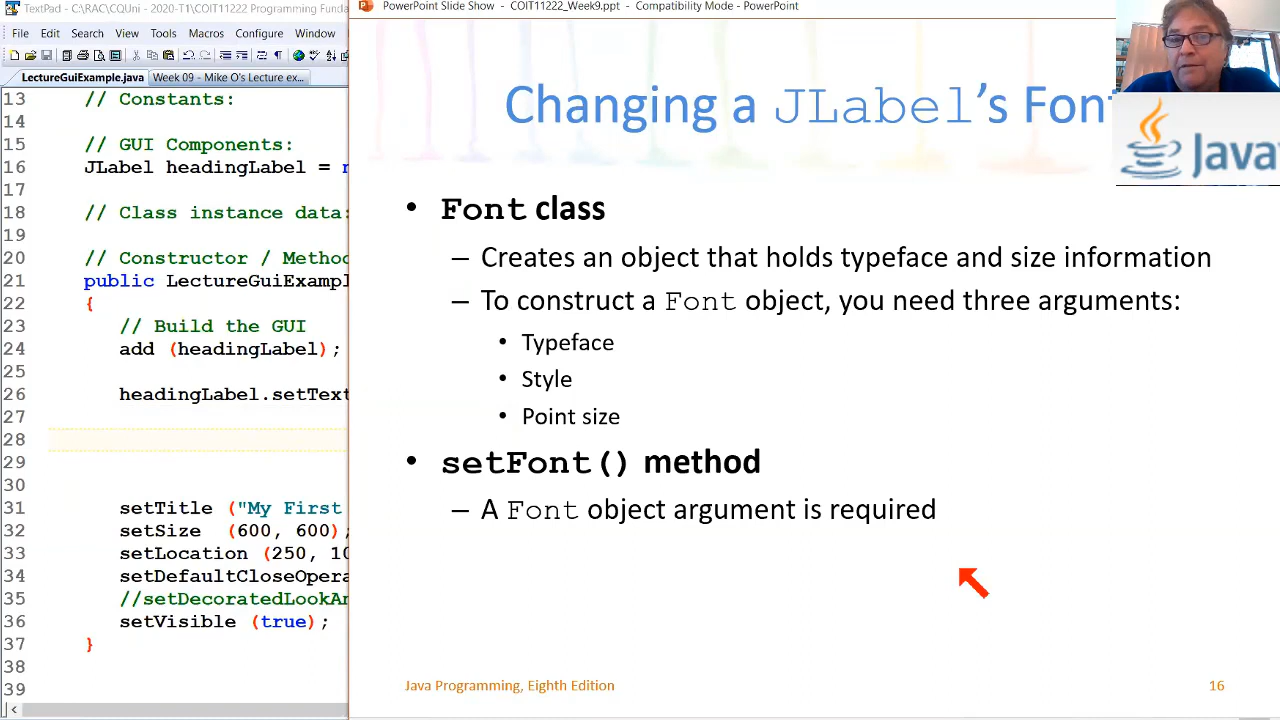 TextPad - C:\RAC\CQUni - 2020-T1\COIT11222 Programming Funda
File Edit Search View Tools Macros Configure Window
LectureGuiExample.java Week 09 - Mike O's Lecture ex...
13 // Constants:
14
15 // GUI Components:
16 JLabel headingLabel = n
17
18 // Class instance data:
19
20 // Constructor / Metho
21 public LectureGuiExampl
22 {
23 // Build the GUI
24 add (headingLabel);
25
26 headingLabel.setText
27
28
29
30
31 setTitle ("My First
32 setSize (600, 600);
33 setLocation (250, 10
34 setDefaultCloseOpera
35 //setDecoratedLookAn
36 setVisible (true);
37 }
38
39
PowerPoint Slide Show - COIT11222_Week9.ppt - Compatibility Mode - PowerPoint
Changing a JLabel's Font
Java
• Font class
– Creates an object that holds typeface and size information
– To construct a Font object, you need three arguments:
• Typeface
• Style
• Point size
• setFont() method
– A Font object argument is required
Java Programming, Eighth Edition
16